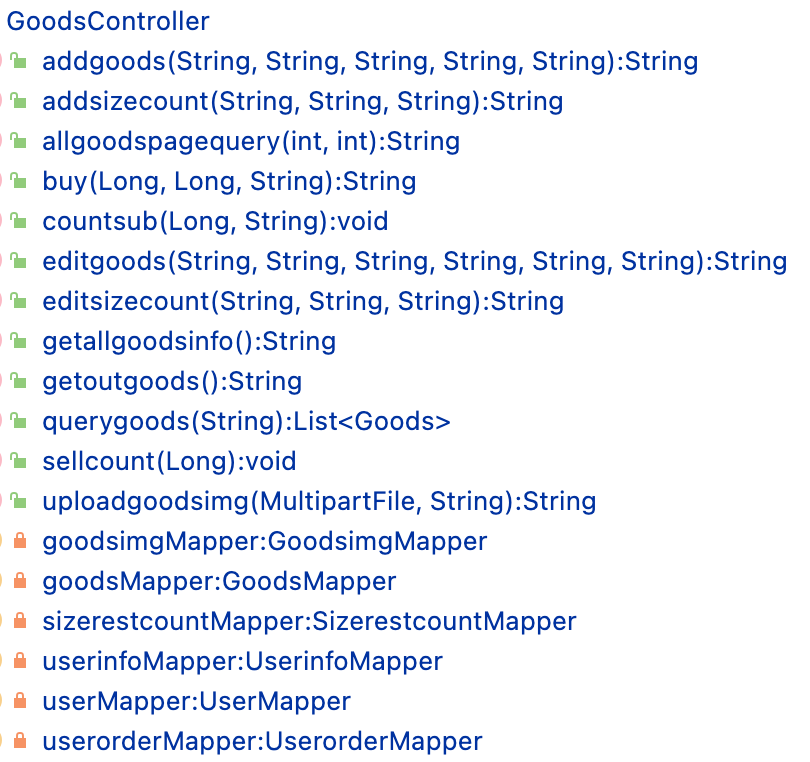 GoodsController
addgoods(String, String, String, String, String):String
addsizecount(String, String, String):String
allgoodspagequery(int, int):String
buy(Long, Long, String):String
countsub(Long, String):void
editgoods(String, String, String, String, String, String):String
editsizecount(String, String, String):String
getallgoodsinfo():String
getoutgoods():String
querygoods(String):List<Goods>
sellcount(Long):void
uploadgoodsimg(MultipartFile, String):String
goodsimgMapper:GoodsimgMapper
goodsMapper:GoodsMapper
sizerestcountMapper:SizerestcountMapper
userinfoMapper:UserinfoMapper
userMapper:UserMapper
userorderMapper:UserorderMapper